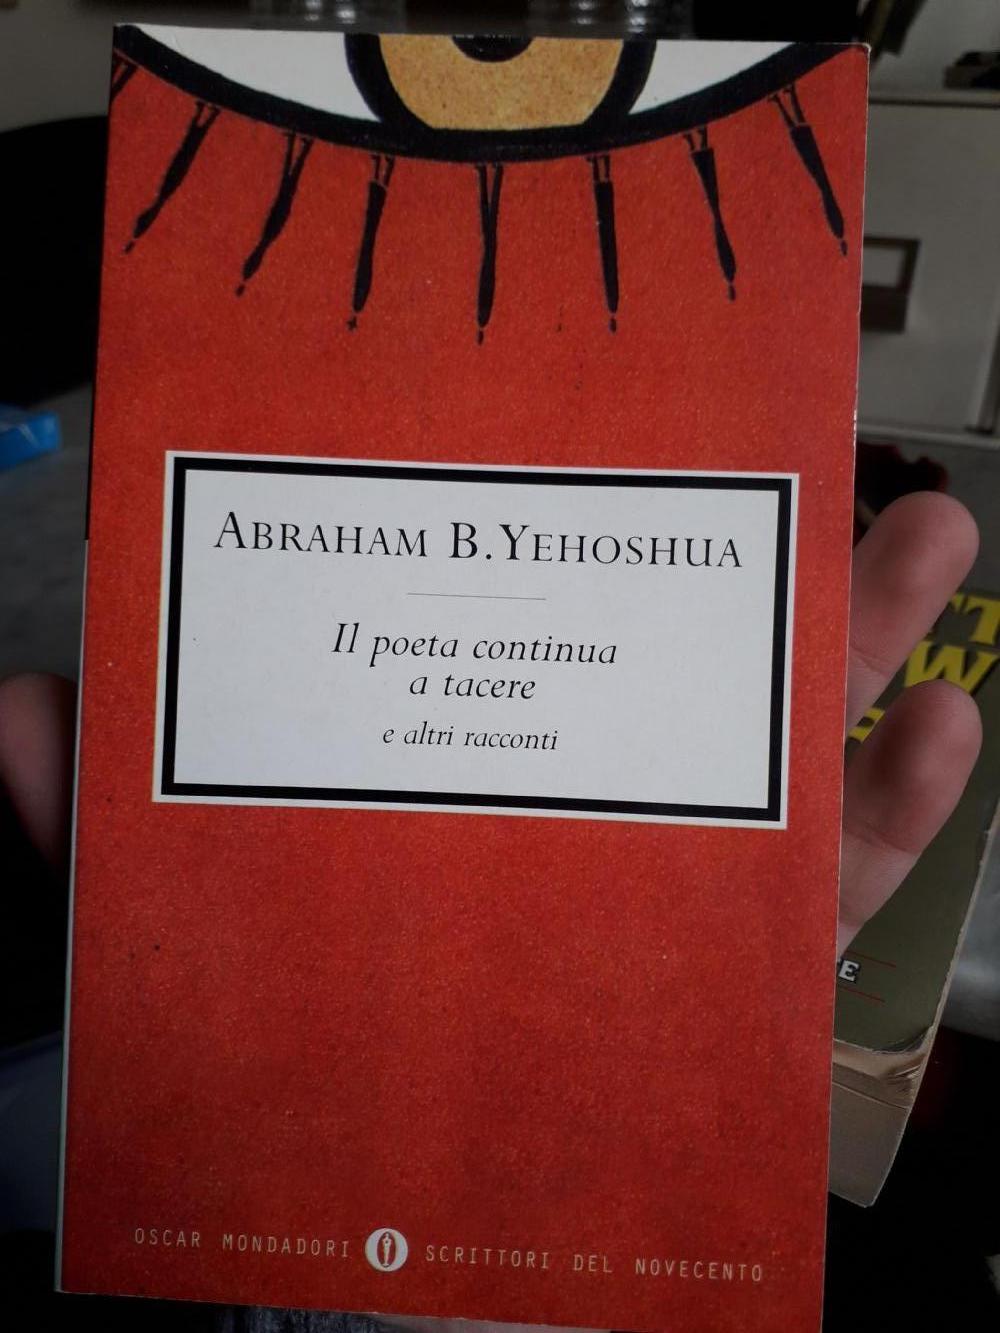 ABRAHAM B. YEHOSHUA
Il poeta continua
a tacere
e altri racconti
OSCAR MONDADORI SCRITTORI DEL NOVECENTO